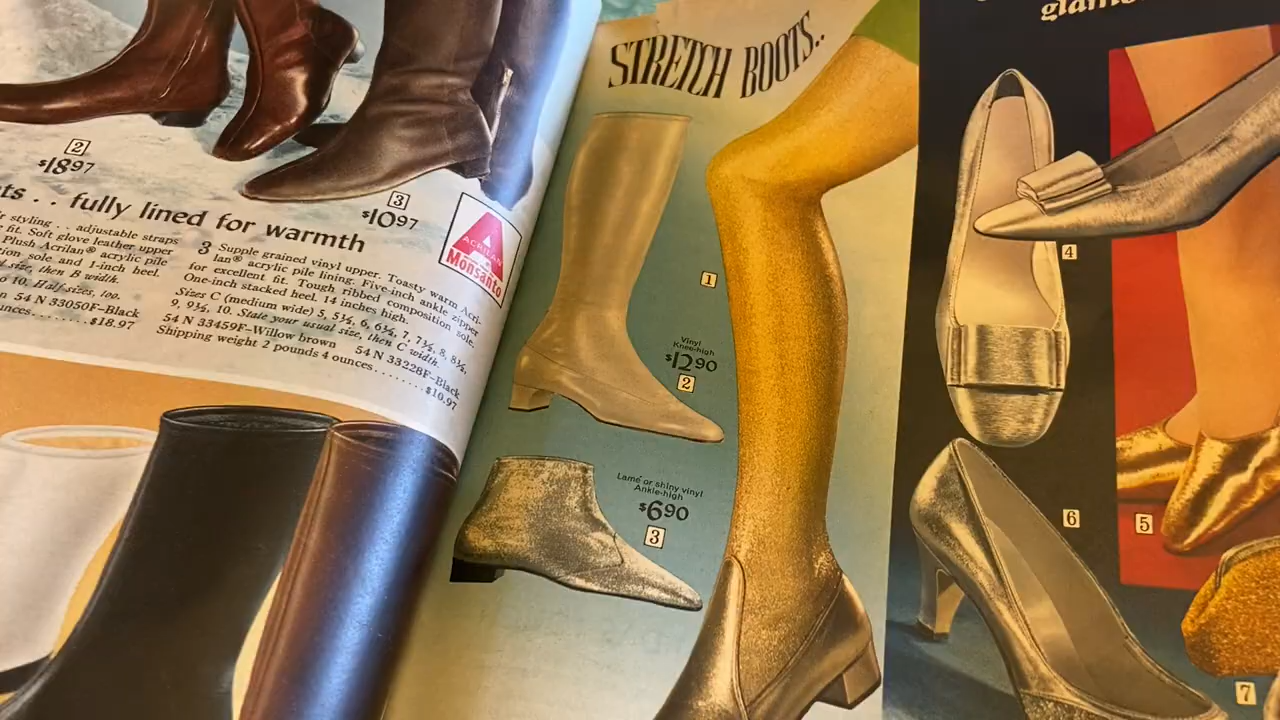 2
$18.97
3
$10.97
ts . . fully lined for warmth
styling . . adjustable straps
fit. Soft glove leather upper
Plush Acrilan® acrylic pile
sole and 1-inch heel.
size, then B width.
10. Half sizes, too.
54 N 33050F–Black
........$18.97
3 Supple grained vinyl upper. Toasty warm Acri-
lan® acrylic pile lining. Five-inch ankle zipper
for excellent fit. Tough ribbed composition sole.
One-inch stacked heel. 14 inches high.
Sizes C (medium wide) 5, 5½, 6, 6½, 7, 7½, 8, 8½,
9, 9½, 10. State your usual size, then C width.
54 N 33459F–Willow brown 54 N 33228F–Black
Shipping weight 2 pounds 4 ounces.........$10.97
ACRILAN
Monsanto
STRETCH BOOTS..
1
Vinyl
Knee-high
$12.90
2
Lamé or shiny vinyl
Ankle-high
$6.90
3
4
6
5
7